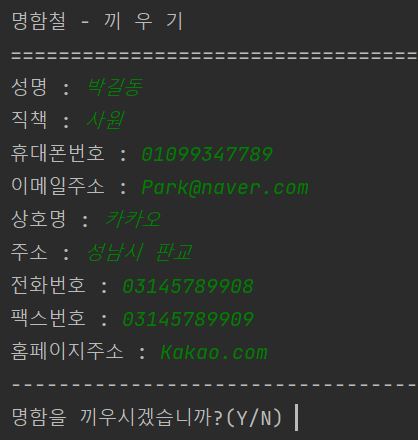 명함철 - 끼 우 기
==================================
성명 : 박길동
직책 : 사원
휴대폰번호 : 01099347789
이메일주소 : Park@naver.com
상호명 : 카카오
주소 : 성남시 판교
전화번호 : 03145789908
팩스번호 : 03145789909
홈페이지주소 : Kakao.com
----------------------------------
명함을 끼우시겠습니까?(Y/N)